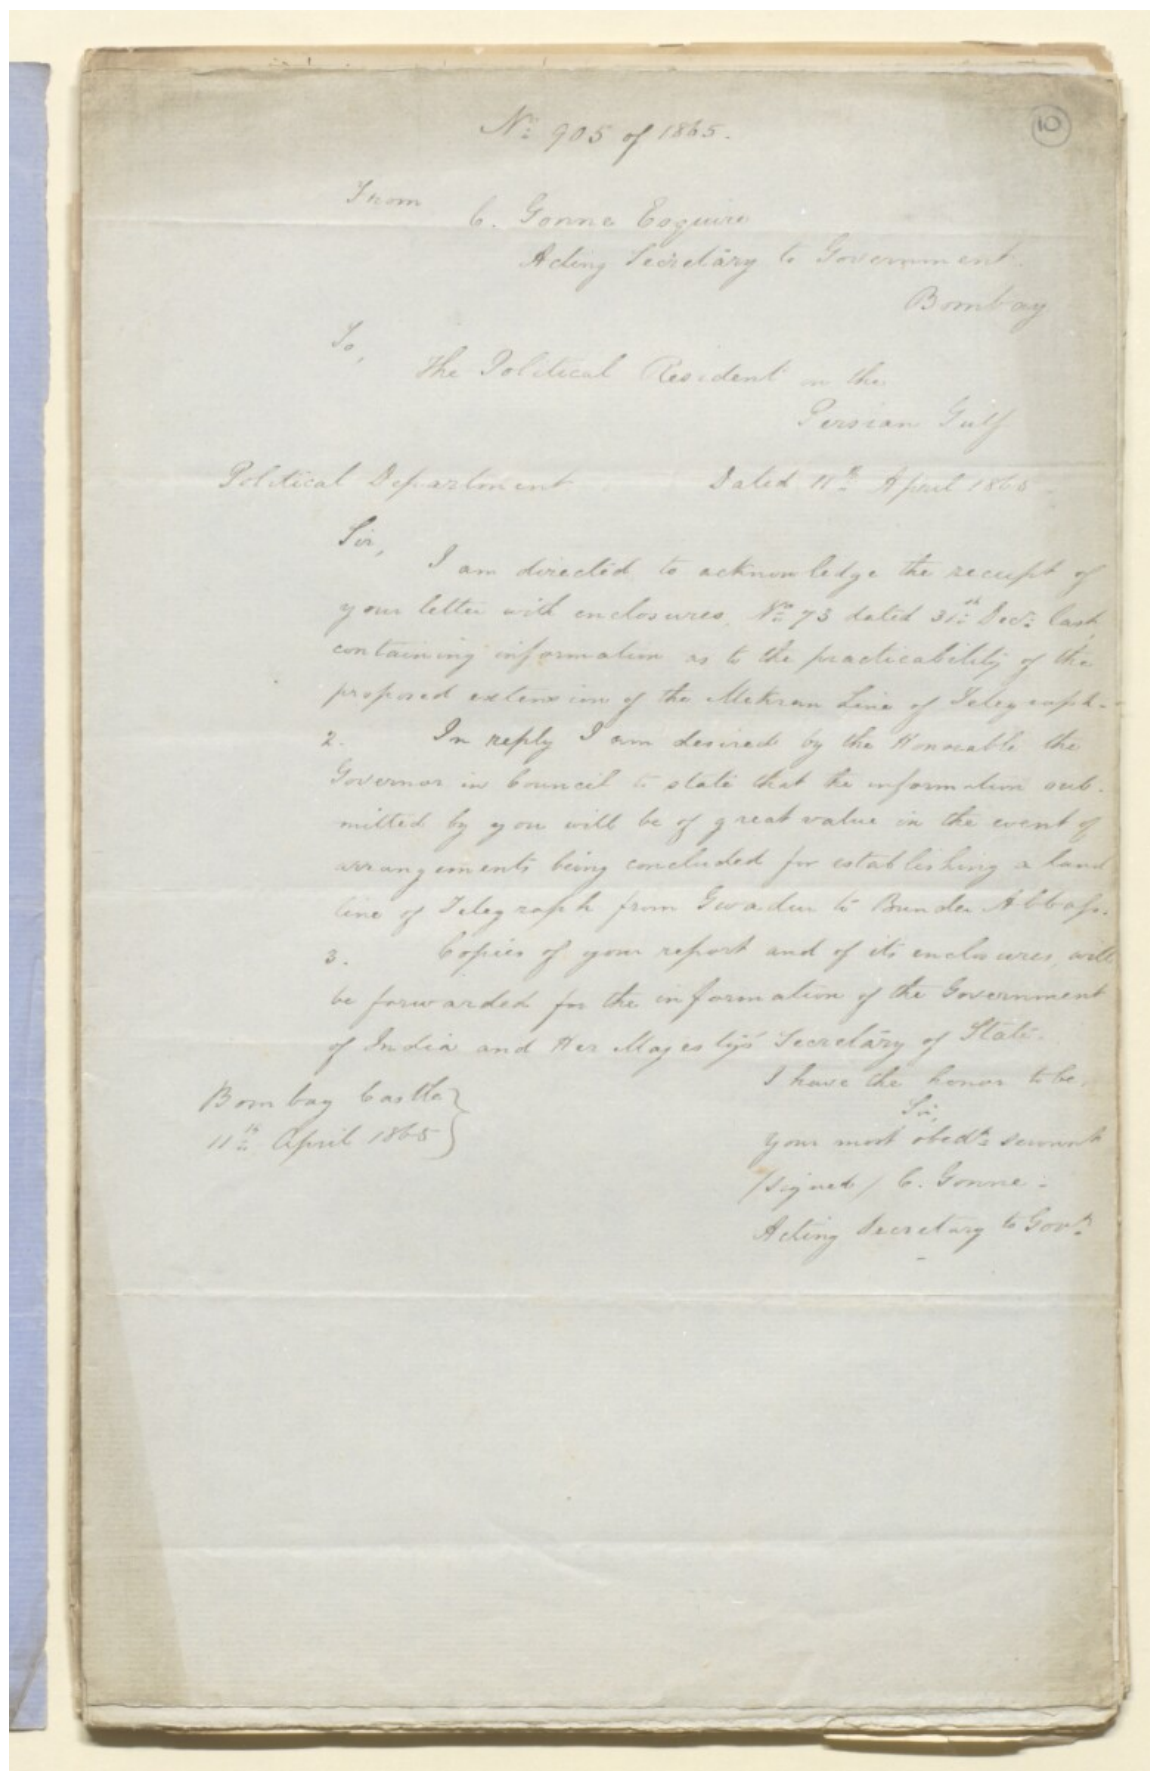 10
No. 905 of 1865.
From
C. Gonne Esquire
Acting Secretary to Government.
Bombay
To,
The Political Resident in the
Persian Gulf
Political Department Dated 11th April 1865
Sir,
I am directed to acknowledge the receipt of
your letter with enclosures, No. 73 dated 31st Decr. last,
containing information as to the practicability of the
proposed extension of the Mekran Line of Telegraph.
2. In reply I am desired by the Honorable the
Governor in Council to state that the information sub-
mitted by you will be of great value in the event of
arrangements being concluded for establishing a land
line of Telegraph from Gwadur to Bunder Abbass.
3. Copies of your report and of its enclosures, will
be forwarded for the information of the Government
of India and Her Majesty's Secretary of State.
I have the honor to be,
Sir,
Your most obedt. servant
/signed/ C. Gonne.
Acting Secretary to Govt.
Bombay Castle
11th April 1865